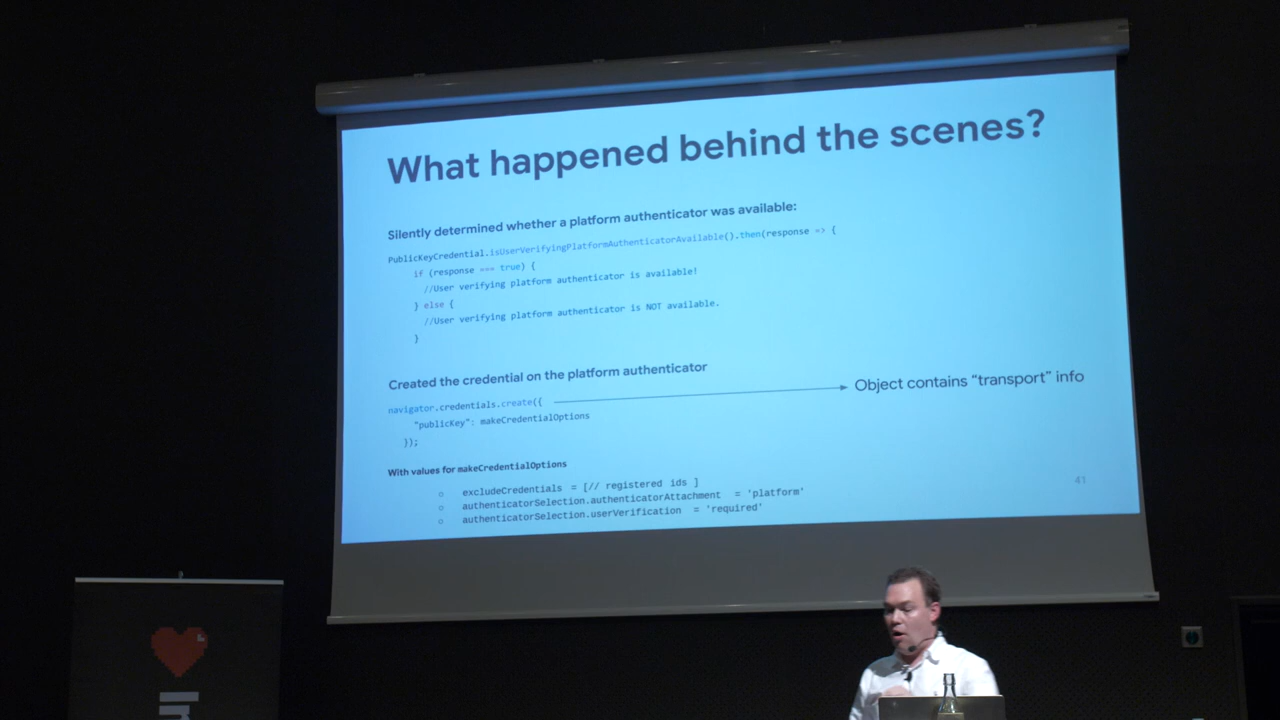 What happened behind the scenes?
Silently determined whether a platform authenticator was available:
PublicKeyCredential.isUserVerifyingPlatformAuthenticatorAvailable().then(response => {
if (response === true) {
//User verifying platform authenticator is available!
} else {
//User verifying platform authenticator is NOT available.
}
Created the credential on the platform authenticator
navigator.credentials.create({
Object contains “transport” info
"publicKey": makeCredentialOptions
});
With values for makeCredentialOptions
excludeCredentials = [// registered ids ]
authenticatorSelection.authenticatorAttachment = 'platform'
authenticatorSelection.userVerification = 'required'
41